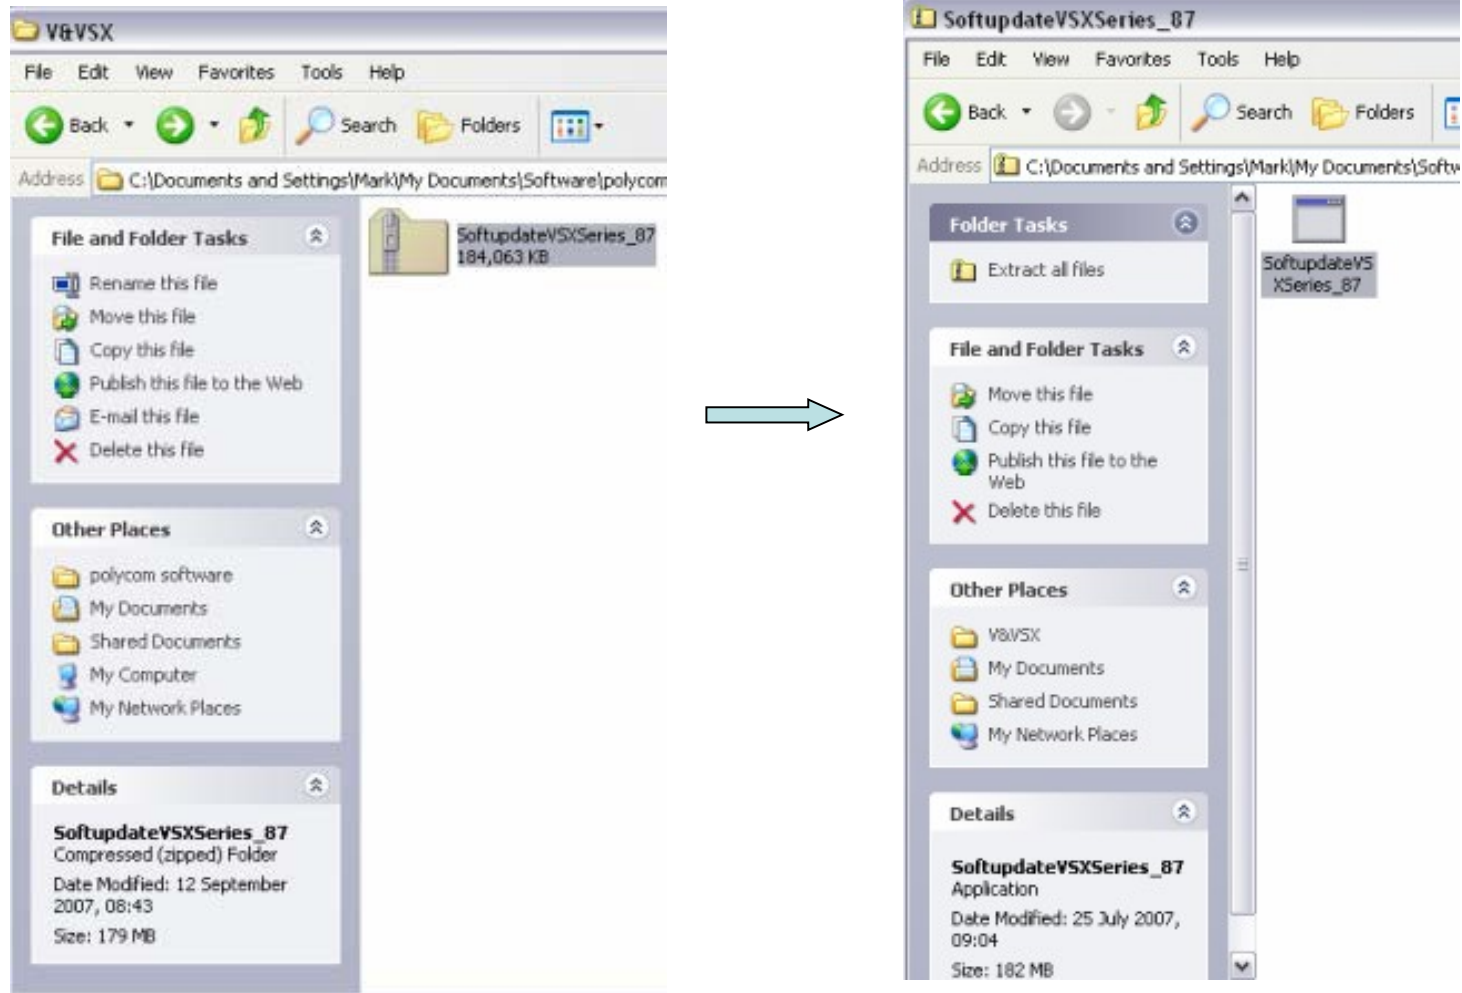 V&VSX
File Edit View Favorites Tools Help
Back Search Folders
Address C:\Documents and Settings\Mark\My Documents\Software\polycom
File and Folder Tasks
Rename this file
Move this file
Copy this file
Publish this file to the Web
E-mail this file
Delete this file
Other Places
polycom software
My Documents
Shared Documents
My Computer
My Network Places
Details
SoftupdateVSXSeries_87
Compressed (zipped) Folder
Date Modified: 12 September
2007, 08:43
Size: 179 MB
SoftupdateVSXSeries_87
184,063 KB
SoftupdateVSXSeries_87
File Edit View Favorites Tools Help
Back Search Folders
Address C:\Documents and Settings\Mark\My Documents\Softw
Folder Tasks
Extract all files
File and Folder Tasks
Move this file
Copy this file
Publish this file to the
Web
Delete this file
Other Places
V&VSX
My Documents
Shared Documents
My Network Places
Details
SoftupdateVSXSeries_87
Application
Date Modified: 25 July 2007,
09:04
Size: 182 MB
SoftupdateVS
XSeries_87